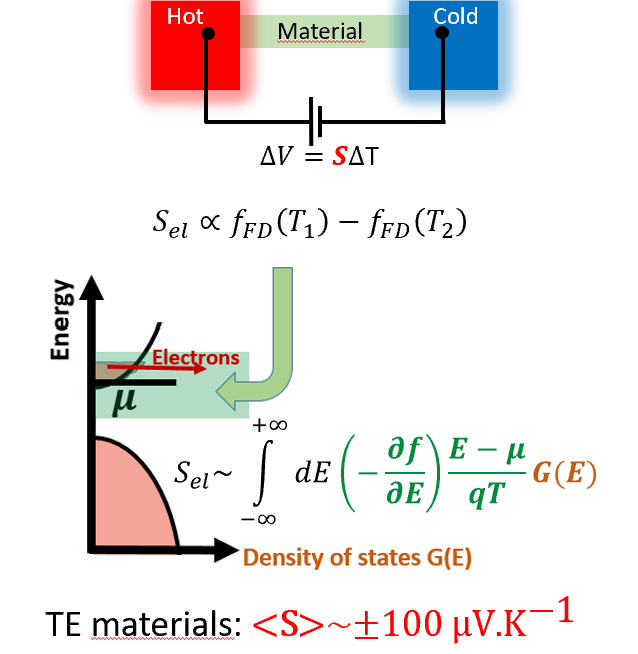 Hot Material Cold
ΔV = SΔT
S_el ∝ f_FD(T_1) − f_FD(T_2)
Energy
Electrons
μ
S_el ~ ∫_{−∞}^{+∞} dE (−∂f/∂E) (E − μ)/qT G(E)
Density of states G(E)
TE materials: <S>~±100 μV.K⁻¹